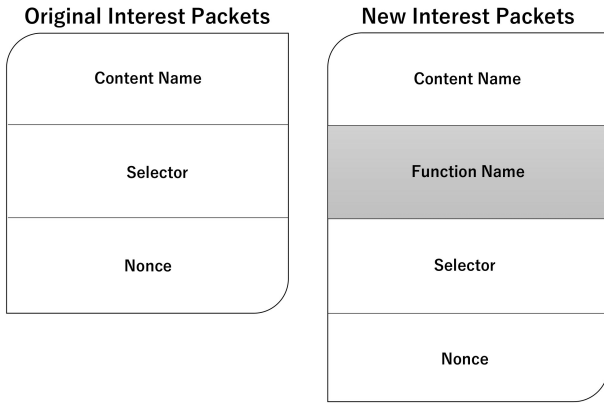 Original Interest Packets
Content Name
Selector
Nonce
New Interest Packets
Content Name
Function Name
Selector
Nonce